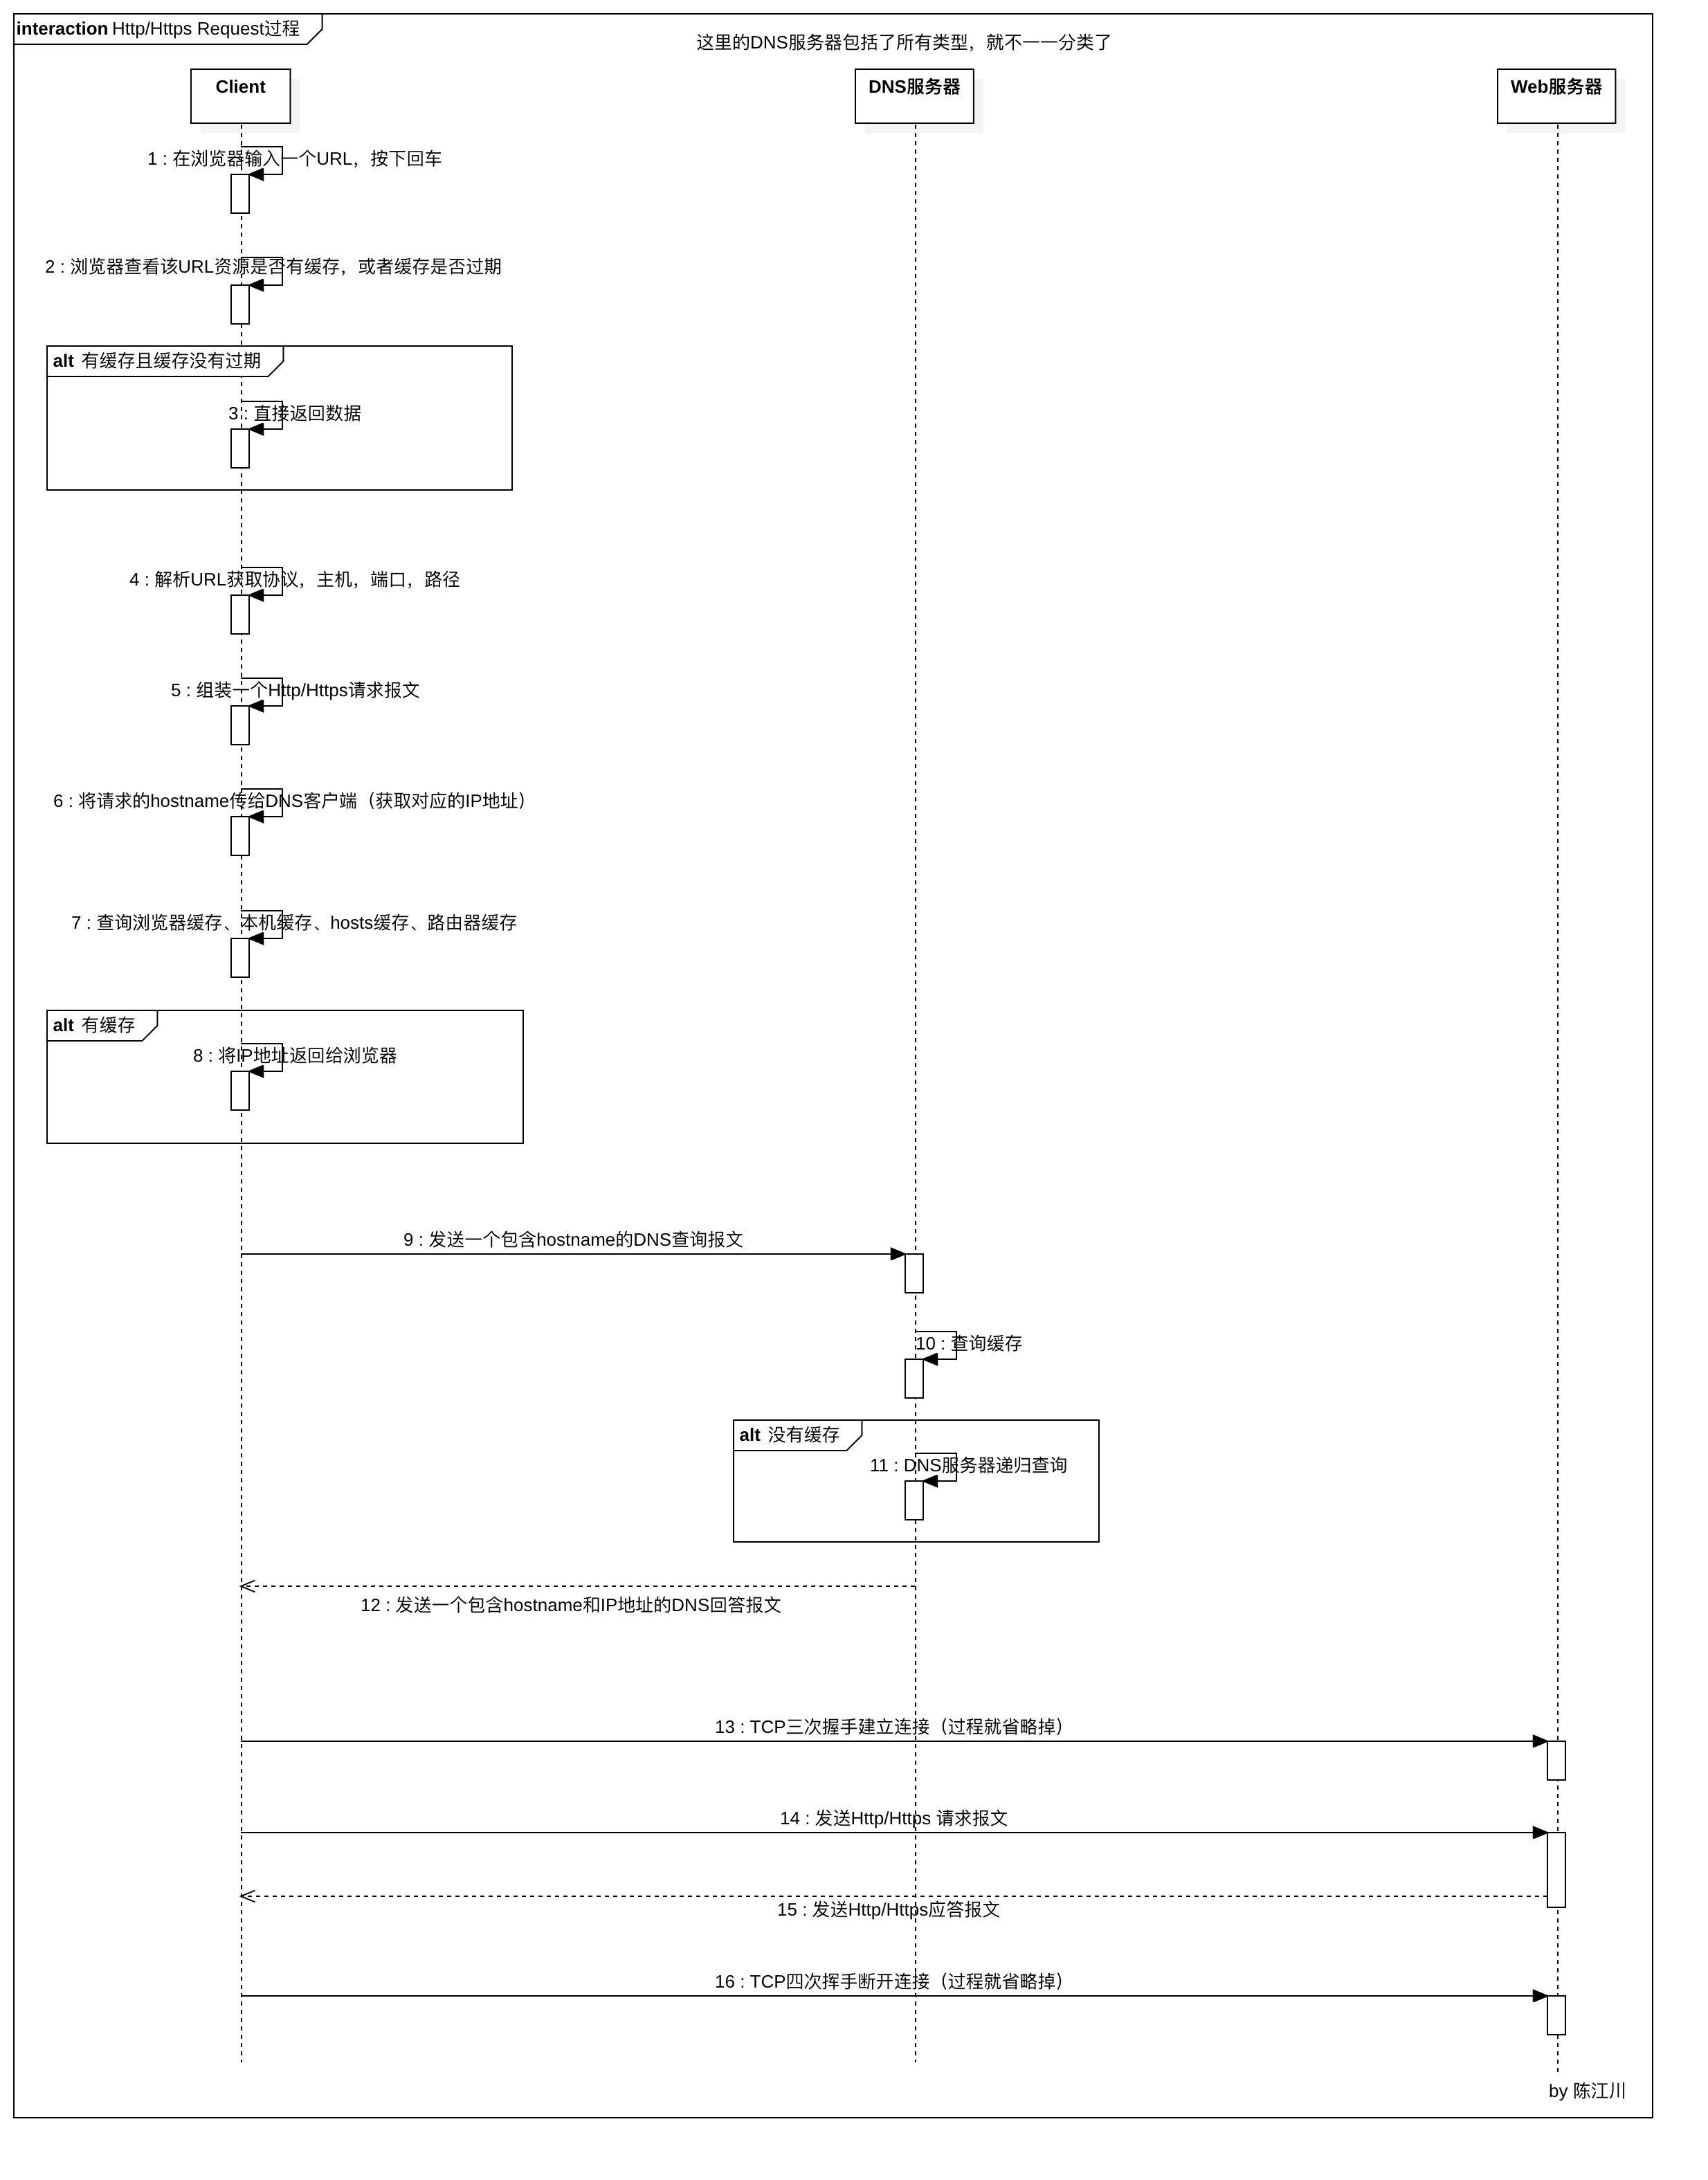 interaction Http/Https Request过程
这里的DNS服务器包括了所有类型，就不一一分类了
Client
DNS服务器
Web服务器
1 : 在浏览器输入一个URL，按下回车
2 : 浏览器查看该URL资源是否有缓存，或者缓存是否过期
alt 有缓存且缓存没有过期
3 : 直接返回数据
4 : 解析URL获取协议，主机，端口，路径
5 : 组装一个Http/Https请求报文
6 : 将请求的hostname传给DNS客户端（获取对应的IP地址）
7 : 查询浏览器缓存、本机缓存、hosts缓存、路由器缓存
alt 有缓存
8 : 将IP地址返回给浏览器
9 : 发送一个包含hostname的DNS查询报文
10 : 查询缓存
alt 没有缓存
11 : DNS服务器递归查询
12 : 发送一个包含hostname和IP地址的DNS回答报文
13 : TCP三次握手建立连接（过程就省略掉）
14 : 发送Http/Https 请求报文
15 : 发送Http/Https应答报文
16 : TCP四次挥手断开连接（过程就省略掉）
by 陈江川